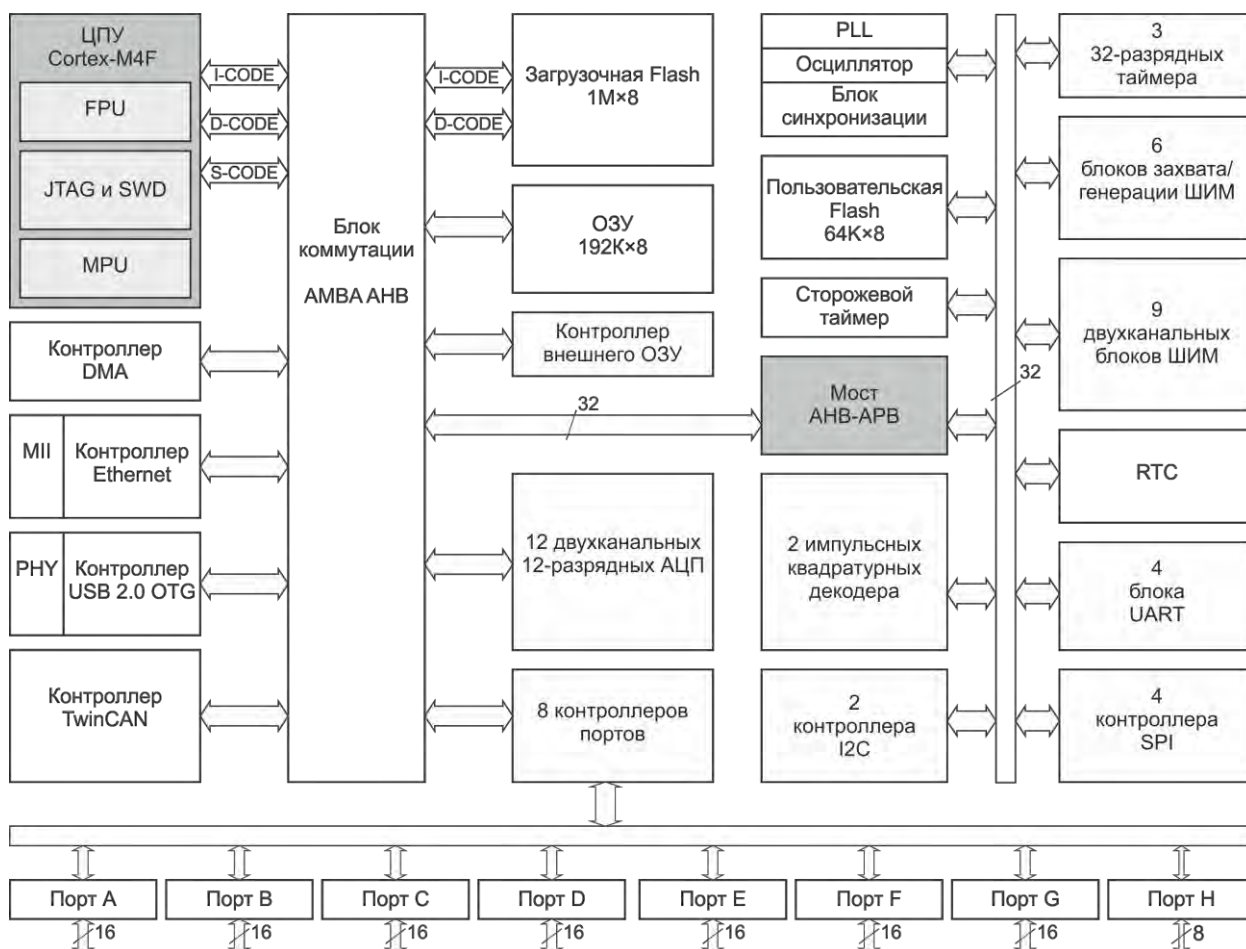 ЦПУ
Cortex-M4F
FPU
JTAG и SWD
MPU
I-CODE
D-CODE
S-CODE
Контроллер
DMA
MII
Контроллер
Ethernet
PHY
Контроллер
USB 2.0 OTG
Контроллер
TwinCAN
Блок
коммутации
AMBA AHB
I-CODE
D-CODE
Загрузочная Flash
1М×8
ОЗУ
192К×8
Контроллер
внешнего ОЗУ
32
12 двухканальных
12-разрядных АЦП
8 контроллеров
портов
PLL
Осциллятор
Блок
синхронизации
Пользовательская
Flash
64К×8
Сторожевой
таймер
Мост
AHB-APB
2 импульсных
квадратурных
декодера
2
контроллера
I2C
32
3
32-разрядных
таймера
6
блоков захвата/
генерации ШИМ
9
двухканальных
блоков ШИМ
RTC
4
блока
UART
4
контроллера
SPI
Порт A
Порт B
Порт C
Порт D
Порт E
Порт F
Порт G
Порт H
16
16
16
16
16
16
16
8